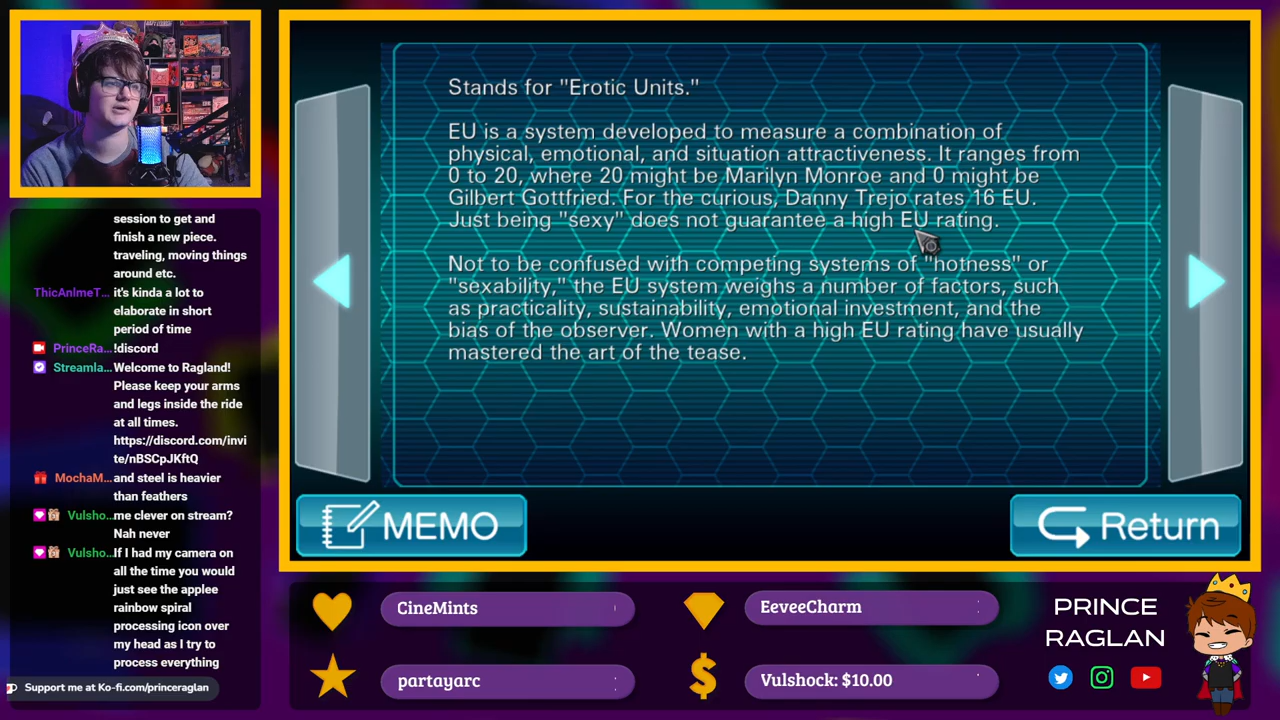 session to get and
finish a new piece.
traveling, moving things
around etc.
ThicAnImeT... it's kinda a lot to
elaborate in short
period of time
PrinceRa... !discord
Streamla... Welcome to Ragland!
Please keep your arms
and legs inside the ride
at all times.
https://discord.com/invi
te/nBSCpJKftQ
MochaM... and steel is heavier
than feathers
Vulsho... me clever on stream?
Nah never
Vulsho... If I had my camera on
all the time you would
just see the applee
rainbow spiral
processing icon over
my head as I try to
process everything
Support me at Ko-fi.com/princeraglan
Stands for "Erotic Units."
EU is a system developed to measure a combination of
physical, emotional, and situation attractiveness. It ranges from
0 to 20, where 20 might be Marilyn Monroe and 0 might be
Gilbert Gottfried. For the curious, Danny Trejo rates 16 EU.
Just being "sexy" does not guarantee a high EU rating.
Not to be confused with competing systems of "hotness" or
"sexability," the EU system weighs a number of factors, such
as practicality, sustainability, emotional investment, and the
bias of the observer. Women with a high EU rating have usually
mastered the art of the tease.
MEMO
Return
CineMints
EeveeCharm
partayarc
Vulshock: $10.00
PRINCE
RAGLAN